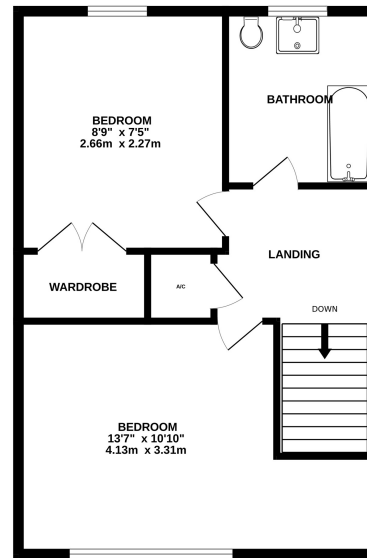 BATHROOM
BEDROOM
8'9" x 7'5"
2.66m x 2.27m
LANDING
WARDROBE
A/C
DOWN
BEDROOM
13'7" x 10'10"
4.13m x 3.31m